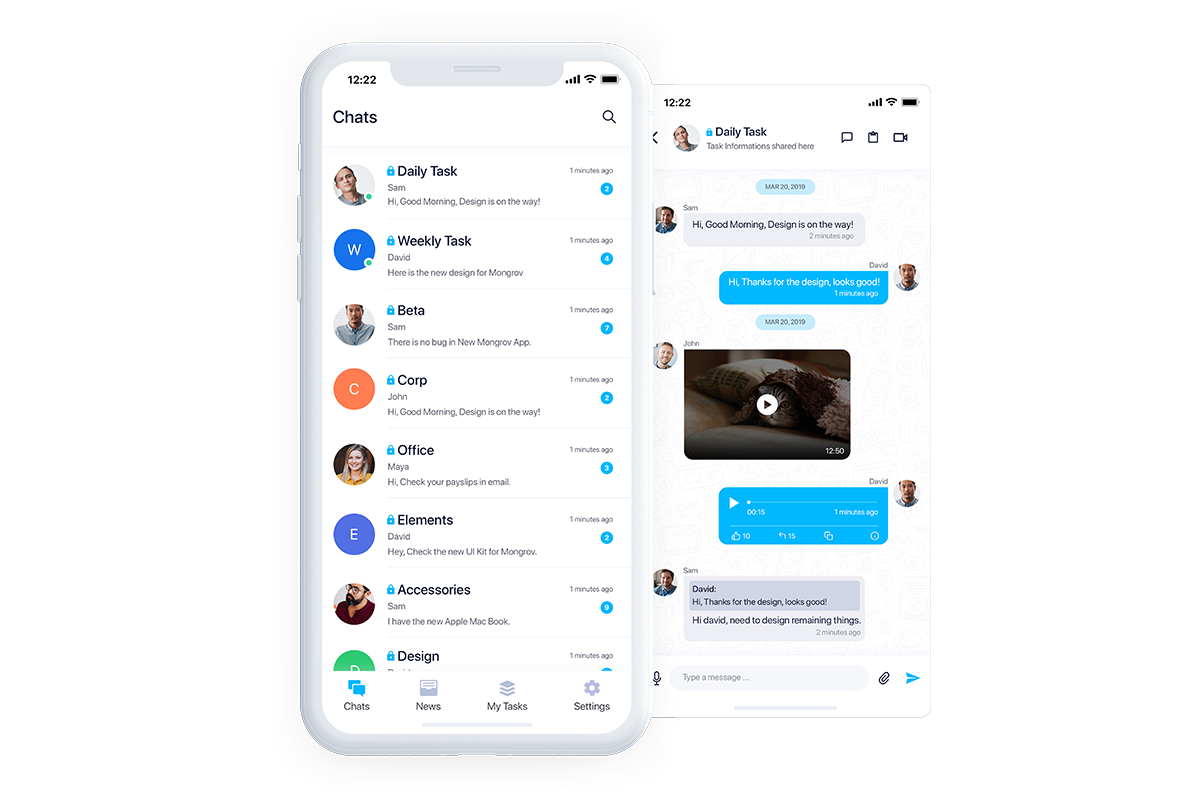 12:22
Chats
Daily Task
1 minutes ago
Sam
2
Hi, Good Morning, Design is on the way!
W
Weekly Task
1 minutes ago
David
4
Here is the new design for Mongrov
Beta
1 minutes ago
Sam
7
There is no bug in New Mongrov App.
C
Corp
1 minutes ago
John
2
Hi, Good Morning, Design is on the way!
Office
1 minutes ago
Maya
3
Hi, Check your payslips in email.
E
Elements
1 minutes ago
David
2
Hey, Check the new UI Kit for Mongrov.
Accessories
1 minutes ago
Sam
9
I have the new Apple Mac Book.
D
Design
1 minutes ago
Chats
News
My Tasks
Settings
12:22
Daily Task
Task Informations shared here
MAR 20, 2019
Sam
Hi, Good Morning, Design is on the way!
2 minutes ago
David
Hi, Thanks for the design, looks good!
1 minutes ago
MAR 20, 2019
John
12:50
David
00:15
1 minutes ago
10
15
Sam
David:
Hi, Thanks for the design, looks good!
Hi david, need to design remaining things.
2 minutes ago
Type a message ...